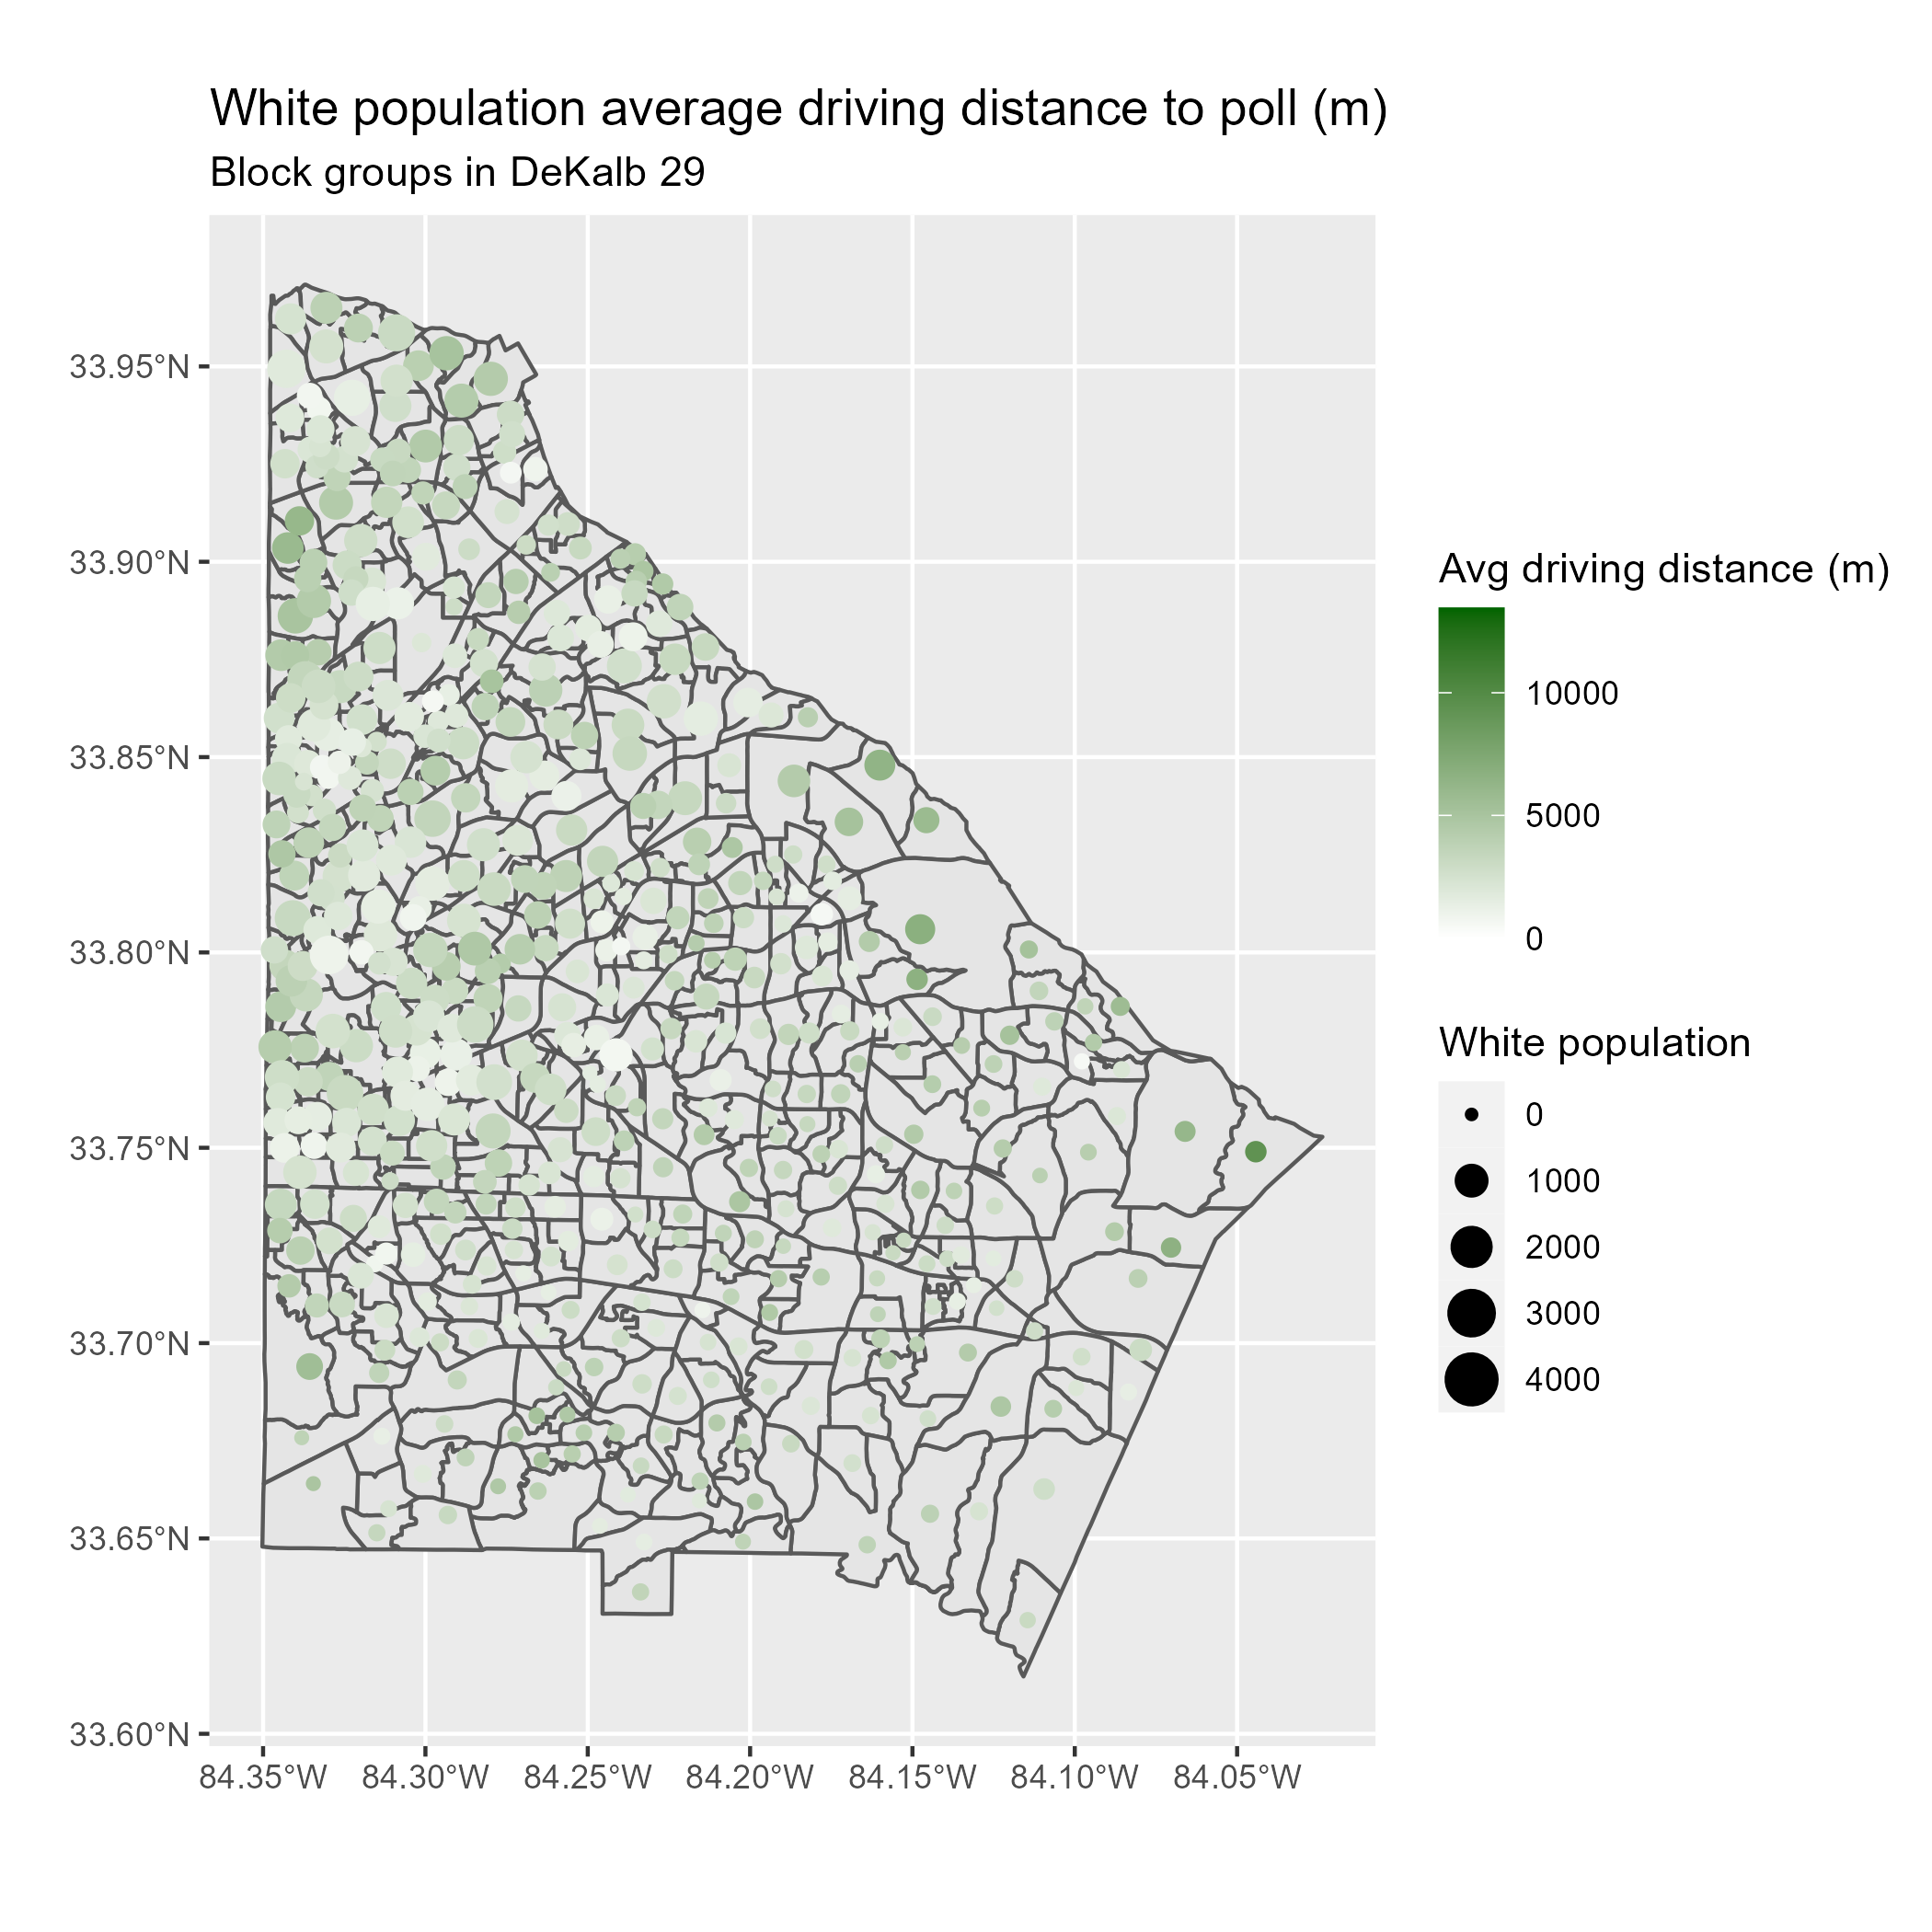 White population average driving distance to poll (m)
Block groups in DeKalb 29
33.95°N
33.90°N
33.85°N
33.80°N
33.75°N
33.70°N
33.65°N
33.60°N
84.35°W 84.30°W 84.25°W 84.20°W 84.15°W 84.10°W 84.05°W
Avg driving distance (m)
10000
5000
0
White population
0
1000
2000
3000
4000